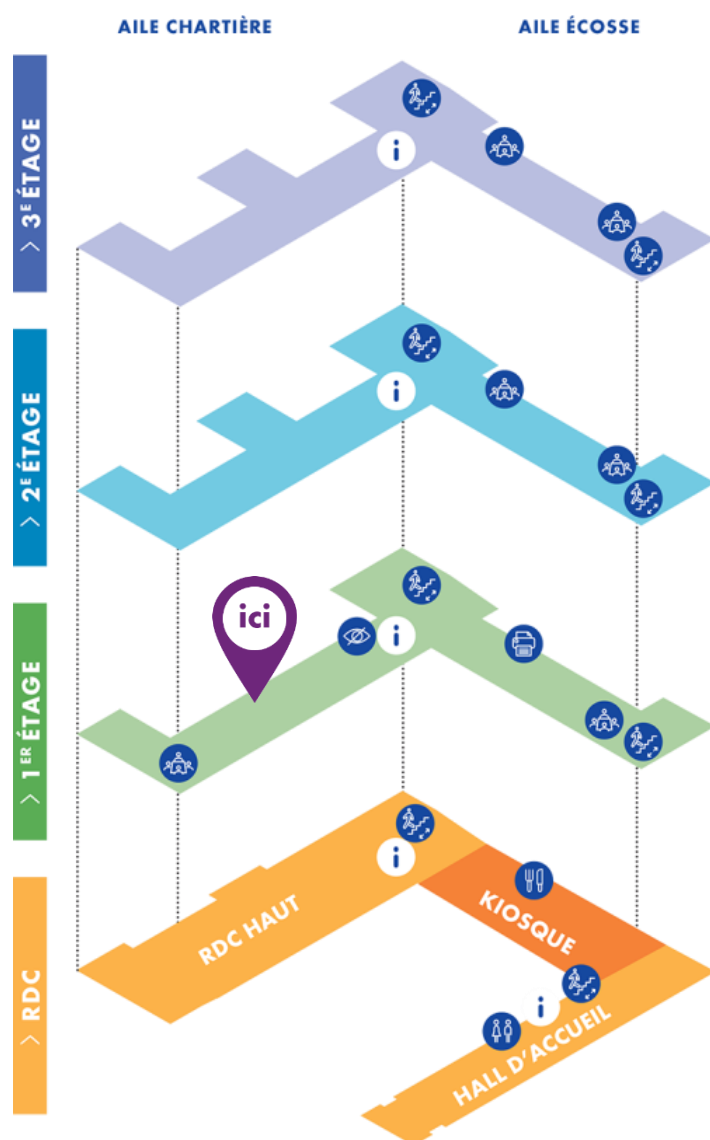 AILE CHARTIÈRE
AILE ÉCOSSE
> 3E ÉTAGE
i
> 2E ÉTAGE
i
> 1ER ÉTAGE
ici
i
> RDC
i
RDC HAUT
KIOSQUE
i
HALL D'ACCUEIL